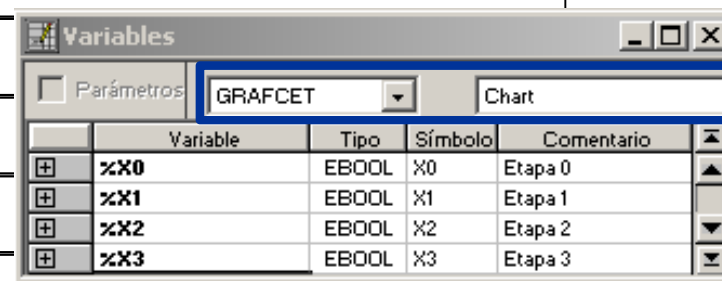 Variables
Parámetros GRAFCET Chart
Variable Tipo Símbolo Comentario
%X0 EBOOL X0 Etapa 0
%X1 EBOOL X1 Etapa 1
%X2 EBOOL X2 Etapa 2
%X3 EBOOL X3 Etapa 3